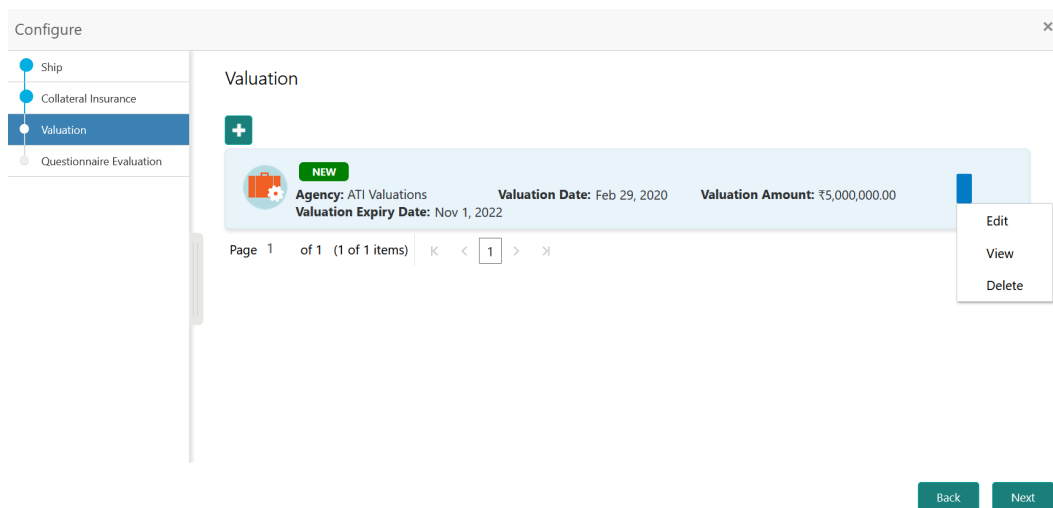 Configure
Ship
Collateral Insurance
Valuation
Questionnaire Evaluation
Valuation
NEW
Agency: ATI Valuations Valuation Date: Feb 29, 2020 Valuation Amount: ₹5,000,000.00
Valuation Expiry Date: Nov 1, 2022
Edit
View
Delete
Page 1 of 1 (1 of 1 items) 1
Back Next